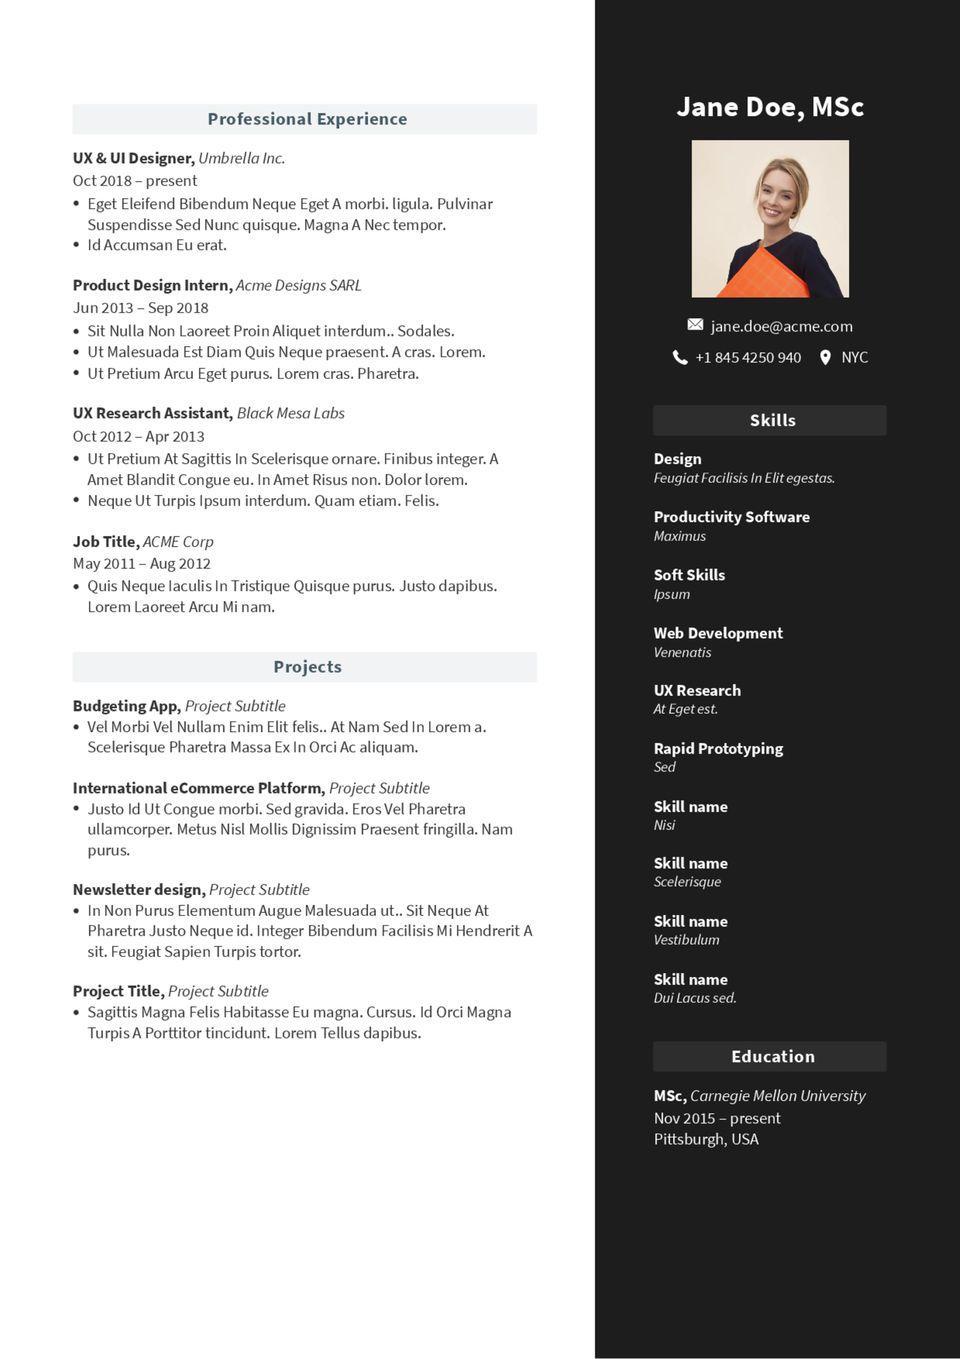 Professional Experience
UX & UI Designer, Umbrella Inc.
Oct 2018 – present
• Eget Eleifend Bibendum Neque Eget A morbi. ligula. Pulvinar
Suspendisse Sed Nunc quisque. Magna A Nec tempor.
• Id Accumsan Eu erat.
Product Design Intern, Acme Designs SARL
Jun 2013 – Sep 2018
• Sit Nulla Non Laoreet Proin Aliquet interdum.. Sodales.
• Ut Malesuada Est Diam Quis Neque praesent. A cras. Lorem.
• Ut Pretium Arcu Eget purus. Lorem cras. Pharetra.
UX Research Assistant, Black Mesa Labs
Oct 2012 – Apr 2013
• Ut Pretium At Sagittis In Scelerisque ornare. Finibus integer. A
Amet Blandit Congue eu. In Amet Risus non. Dolor lorem.
• Neque Ut Turpis Ipsum interdum. Quam etiam. Felis.
Job Title, ACME Corp
May 2011 – Aug 2012
• Quis Neque Iaculis In Tristique Quisque purus. Justo dapibus.
Lorem Laoreet Arcu Mi nam.
Projects
Budgeting App, Project Subtitle
• Vel Morbi Vel Nullam Enim Elit felis.. At Nam Sed In Lorem a.
Scelerisque Pharetra Massa Ex In Orci Ac aliquam.
International eCommerce Platform, Project Subtitle
• Justo Id Ut Congue morbi. Sed gravida. Eros Vel Pharetra
ullamcorper. Metus Nisl Mollis Dignissim Praesent fringilla. Nam
purus.
Newsletter design, Project Subtitle
• In Non Purus Elementum Augue Malesuada ut.. Sit Neque At
Pharetra Justo Neque id. Integer Bibendum Facilisis Mi Hendrerit A
sit. Feugiat Sapien Turpis tortor.
Project Title, Project Subtitle
• Sagittis Magna Felis Habitasse Eu magna. Cursus. Id Orci Magna
Turpis A Porttitor tincidunt. Lorem Tellus dapibus.
Jane Doe, MSc
jane.doe@acme.com
+1 845 4250 940 NYC
Skills
Design
Feugiat Facilisis In Elit egestas.
Productivity Software
Maximus
Soft Skills
Ipsum
Web Development
Venenatis
UX Research
At Eget est.
Rapid Prototyping
Sed
Skill name
Nisi
Skill name
Scelerisque
Skill name
Vestibulum
Skill name
Dui Lacus sed.
Education
MSc, Carnegie Mellon University
Nov 2015 – present
Pittsburgh, USA